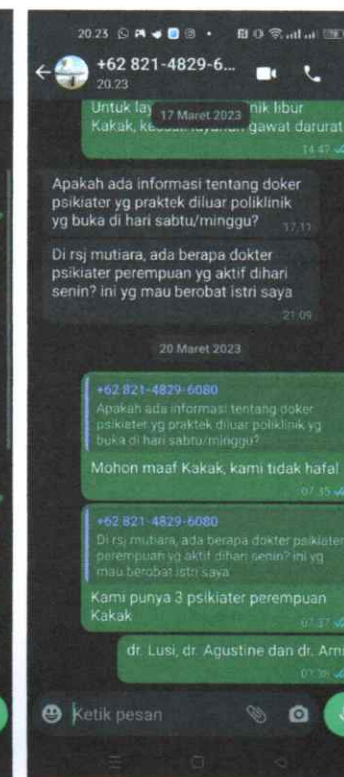 20.23
+62 821-4829-6...
20.23
Untuk lay
nik libur
17 Maret 2023
Kakak,
gawat darurat
14.47
Apakah ada informasi tentang doker
psikiater yg praktek diluar poliklinik
yg buka di hari sabtu/minggu?
17.11
Di rsj mutiara, ada berapa dokter
psikiater perempuan yg aktif dihari
senin? ini yg mau berobat istri saya
21.09
20 Maret 2023
+62 821-4829-6080
Apakah ada informasi tentang doker
psikiater yg praktek diluar poliklinik yg
buka di hari sabtu/minggu?
Mohon maaf Kakak, kami tidak hafal
07.35
+62 821-4829-6080
Di rsj mutiara, ada berapa dokter psikiater
perempuan yg aktif dihari senin? ini yg
mau berobat istri saya
Kami punya 3 psikiater perempuan
Kakak
07.37
dr. Lusi, dr. Agustine dan dr. Arni
07.38
Ketik pesan